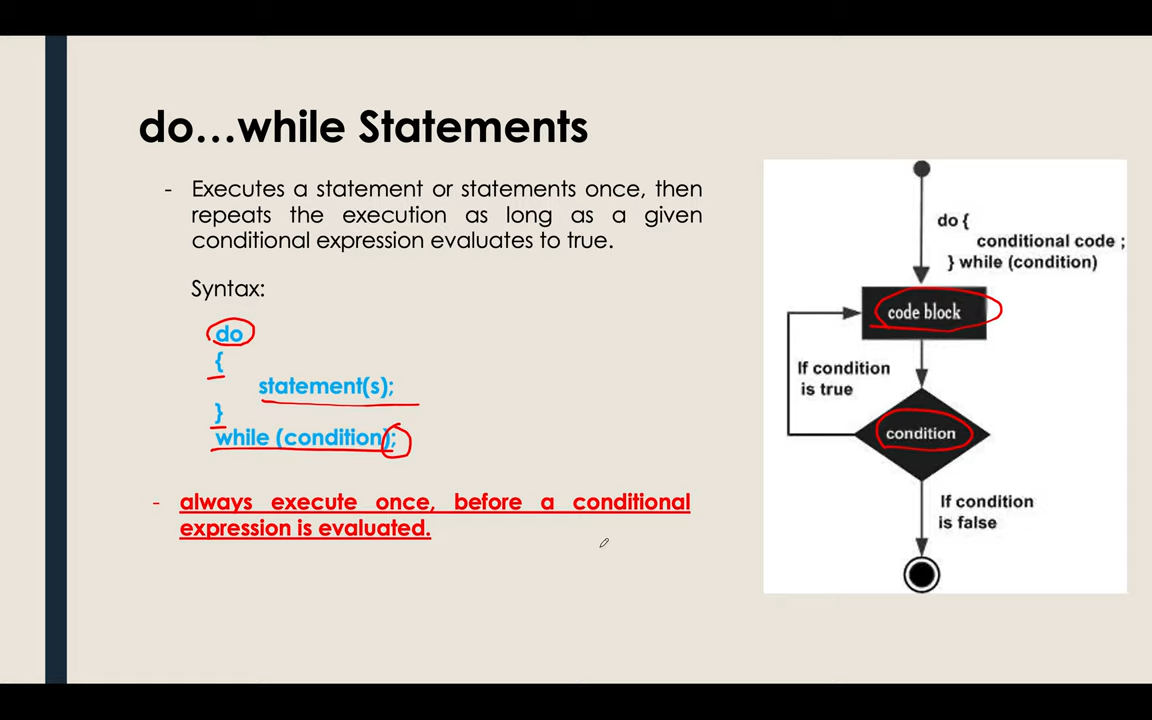 do…while Statements
- Executes a statement or statements once, then
repeats the execution as long as a given
conditional expression evaluates to true.
Syntax:
do
{
statement(s);
}
while (condition);
- always execute once, before a conditional
expression is evaluated.
do {
conditional code ;
} while (condition)
code block
If condition
is true
condition
If condition
is false